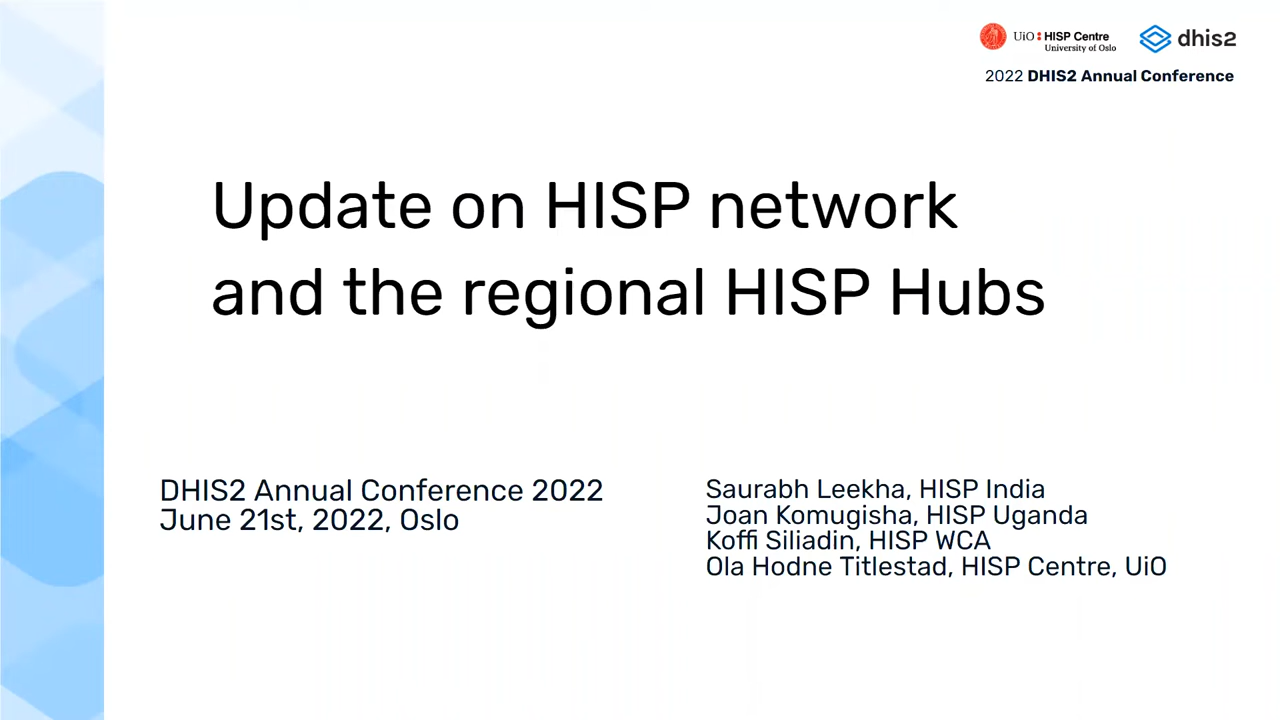 UiO: HISP Centre
University of Oslo
dhis2
2022 DHIS2 Annual Conference
Update on HISP network
and the regional HISP Hubs
DHIS2 Annual Conference 2022
June 21st, 2022, Oslo
Saurabh Leekha, HISP India
Joan Komugisha, HISP Uganda
Koffi Siliadin, HISP WCA
Ola Hodne Titlestad, HISP Centre, UiO